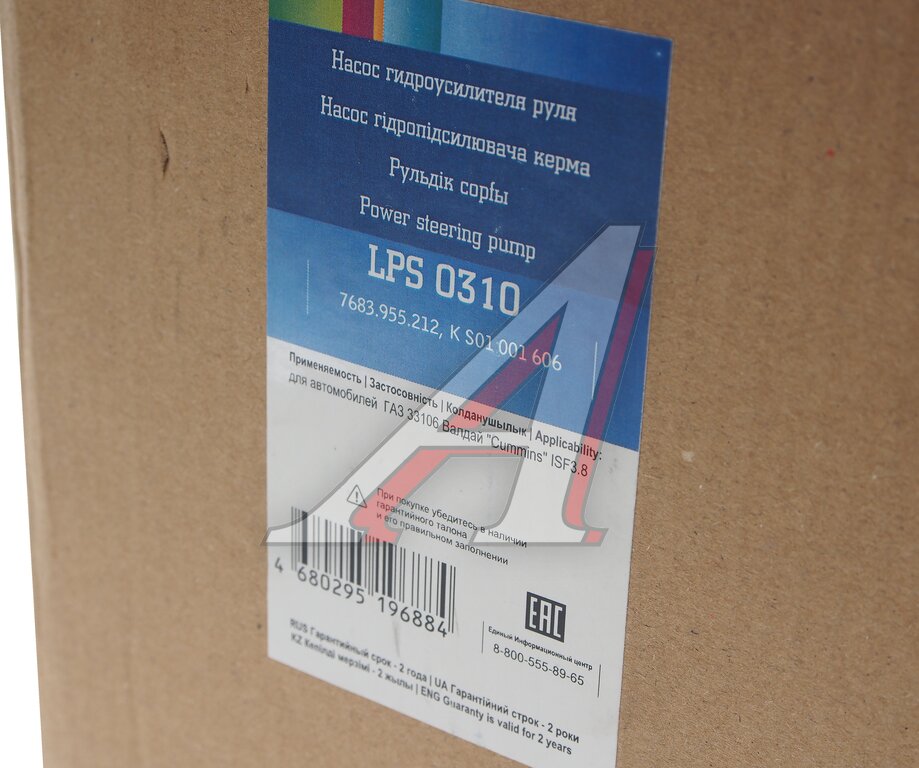 Насос гидроусилителя руля
Насос гідропідсилювача керма
Рульдік сорғы
Power steering pump
LPS 0310
7683.955.212, K S01 001 606
Применяемость | Застосовність | Колданушылык | Applicability:
для автомобилей ГАЗ 33106 Валдай "Cummins" ISF3.8
При покупке убедитесь в наличии
гарантийного талона
и его правильном заполнении
4 680295 196884
EAC
Единый Информационный центр
8-800-555-89-65
RUS Гарантийный срок - 2 года | UA Гарантійний строк - 2 роки
KZ Кепілді мерзімі - 2 жылы | ENG Guaranty is valid for 2 years